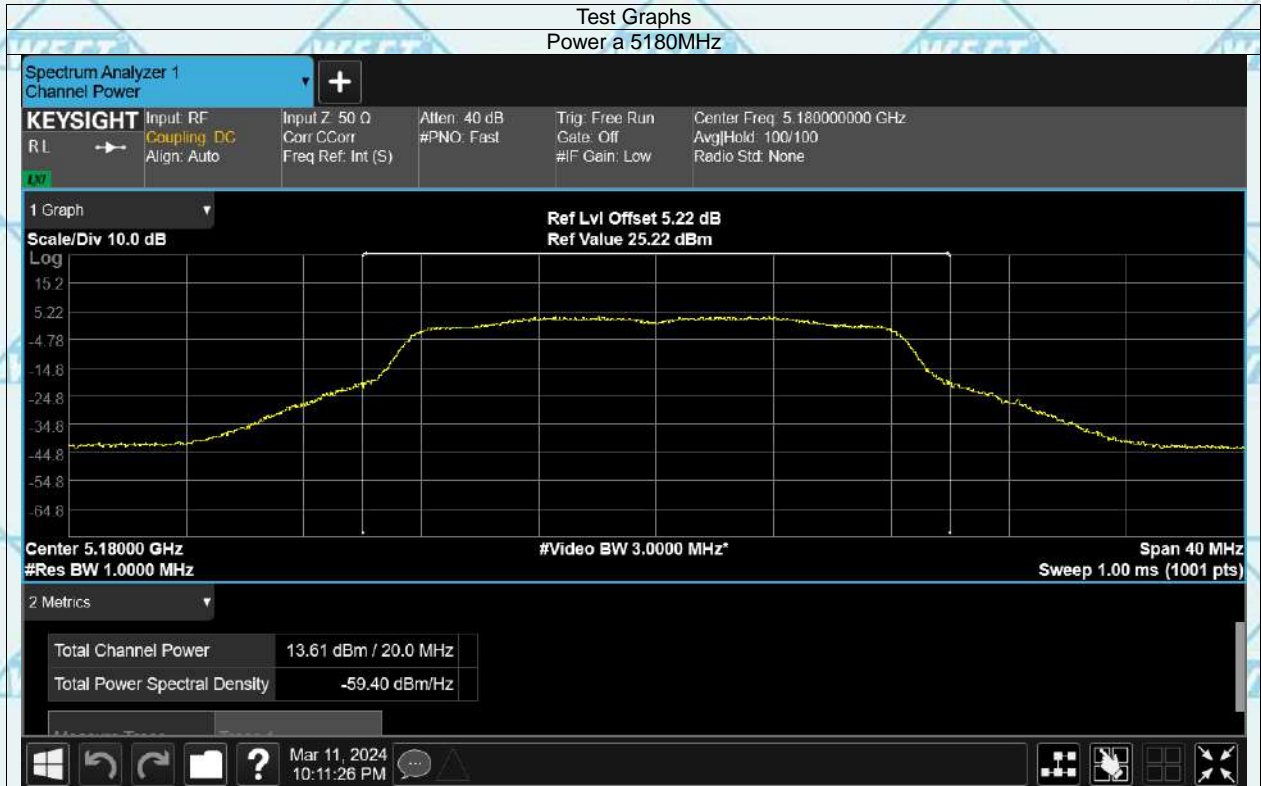 Test Graphs
Power a 5180MHz
Spectrum Analyzer 1
Channel Power
KEYSIGHT
R L
LXI
Input: RF
Coupling: DC
Align: Auto
Input Z: 50 Ω
Corr CCorr
Freq Ref: Int (S)
Atten: 40 dB
#PNO: Fast
Trig: Free Run
Gate: Off
#IF Gain: Low
Center Freq: 5.180000000 GHz
Avg|Hold: 100/100
Radio Std: None
1 Graph
Scale/Div 10.0 dB
Ref Lvl Offset 5.22 dB
Ref Value 25.22 dBm
Log
15.2
5.22
-4.78
-14.8
-24.8
-34.8
-44.8
-54.8
-64.8
Center 5.18000 GHz
#Video BW 3.0000 MHz*
Span 40 MHz
#Res BW 1.0000 MHz
Sweep 1.00 ms (1001 pts)
2 Metrics
Total Channel Power 13.61 dBm / 20.0 MHz
Total Power Spectral Density -59.40 dBm/Hz
Mar 11, 2024
10:11:26 PM